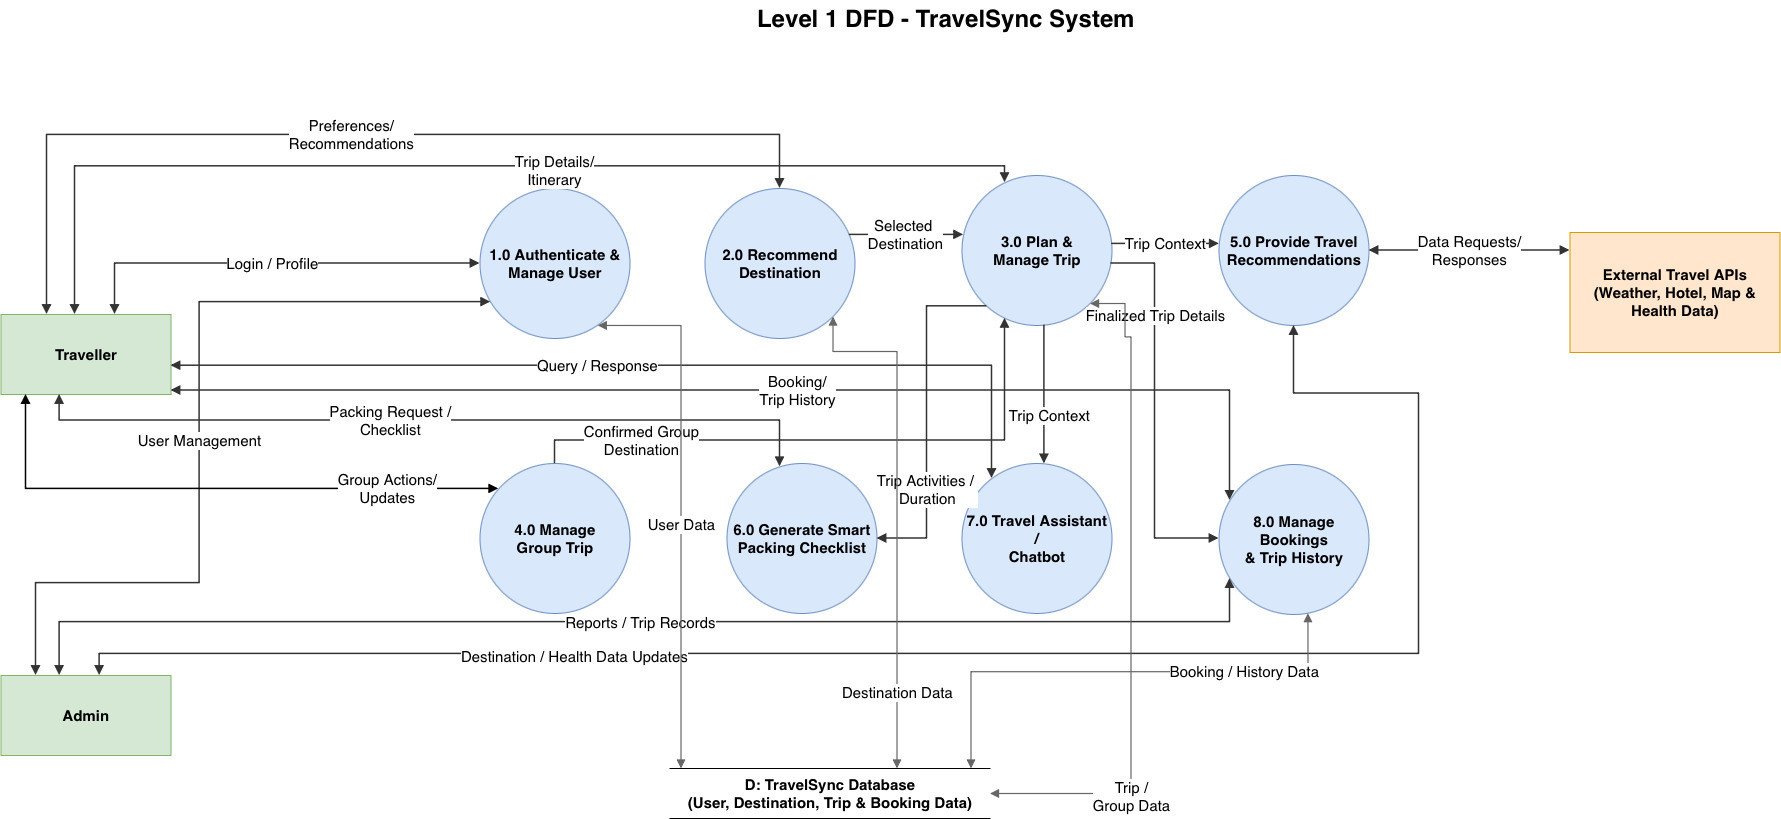 Level 1 DFD - TravelSync System
Preferences/
Recommendations
Trip Details/
Itinerary
Selected
Destination
1.0 Authenticate &
Manage User
2.0 Recommend
Destination
3.0 Plan &
Manage Trip
Trip Context
5.0 Provide Travel
Recommendations
Data Requests/
Responses
External Travel APIs
(Weather, Hotel, Map &
Health Data)
Login / Profile
Finalized Trip Details
Traveller
Query / Response
Booking/
Trip History
Packing Request /
Checklist
Trip Context
User Management
Confirmed Group
Destination
Group Actions/
Updates
Trip Activities /
Duration
User Data
4.0 Manage
Group Trip
6.0 Generate Smart
Packing Checklist
7.0 Travel Assistant
/
Chatbot
8.0 Manage
Bookings
& Trip History
Reports / Trip Records
Destination / Health Data Updates
Booking / History Data
Destination Data
Admin
D: TravelSync Database
(User, Destination, Trip & Booking Data)
Trip /
Group Data